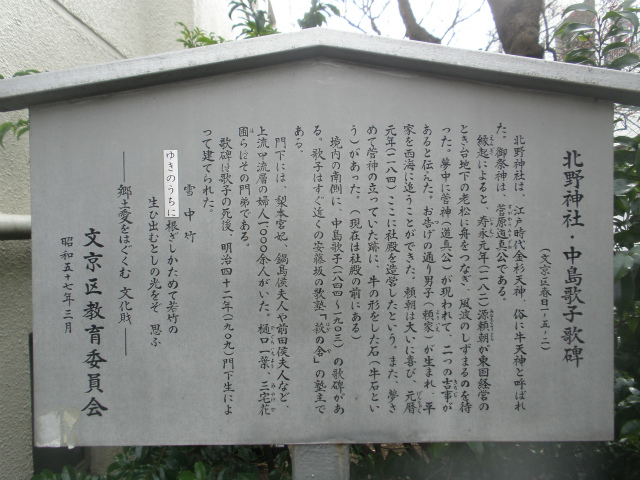 北野神社・中島歌子歌碑
（文京区春日一・五・二）
北野神社は、江戸時代金杉天神、俗に牛天神と呼ばれ
た。御祭神は、菅原道真公である。
縁起によると、寿永元年（一一八二）源頼朝が東国経営の
とき台地下の老松に舟をつなぎ、風波のしずまるのを待
った。夢中に菅神（道真公）が現われて、二つの吉事が
あると伝えた。お告げの通り男子（頼家）が生まれ、平
家を西海に追うことができた。頼朝は大いに喜び、元暦
元年（一一八四）ここに社殿を造営したという。また、夢さ
めて菅神の立っていた跡に、牛の形をした石（牛石とい
う）があった。（現在は社殿の前にある）
境内の南側に、中島歌子（一八四一～一九〇三）の歌碑があ
る。歌子はすぐ近くの安藤坂の歌塾「萩の舎」の塾主で
ある。
門下には、梨本宮妃、鍋島侯夫人や前田侯夫人など、
上流中流層の婦人一〇〇〇余人がいた。樋口一葉、三宅花
圃らはその門弟である。
歌碑は歌子の死後、明治四十二年（一九〇九）門下生によ
って建てられた。
雪中竹
ゆきのうちに根ざしかためて若竹の
生ひ出むとしの光をぞ思ふ
――郷土愛をはぐくむ 文化財――
文京区教育委員会
昭和五十七年三月